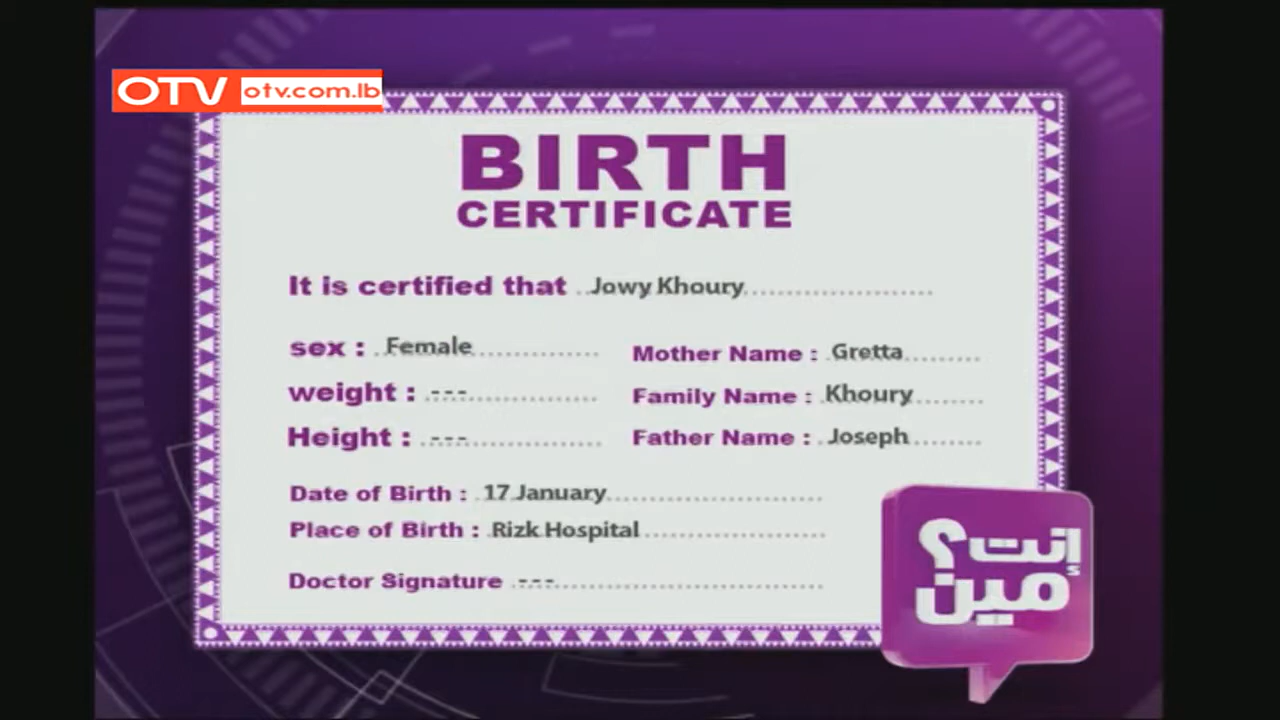 OTV otv.com.lb
BIRTH
CERTIFICATE
It is certified that Jowy Khoury
sex : Female
weight : ---
Height : ---
Mother Name : Gretta
Family Name : Khoury
Father Name : Joseph
Date of Birth : 17 January
Place of Birth : Rizk Hospital
Doctor Signature ---
إنت
مين؟